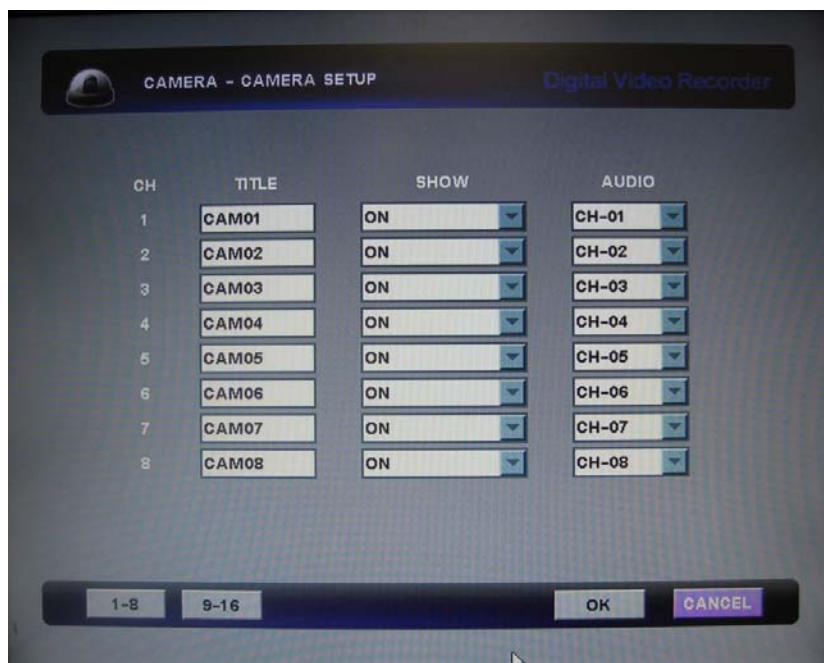 CAMERA - CAMERA SETUP Digital Video Recorder
CH TITLE SHOW AUDIO
1 CAM01 ON CH-01
2 CAM02 ON CH-02
3 CAM03 ON CH-03
4 CAM04 ON CH-04
5 CAM05 ON CH-05
6 CAM06 ON CH-06
7 CAM07 ON CH-07
8 CAM08 ON CH-08
1-8 9-16 OK CANCEL